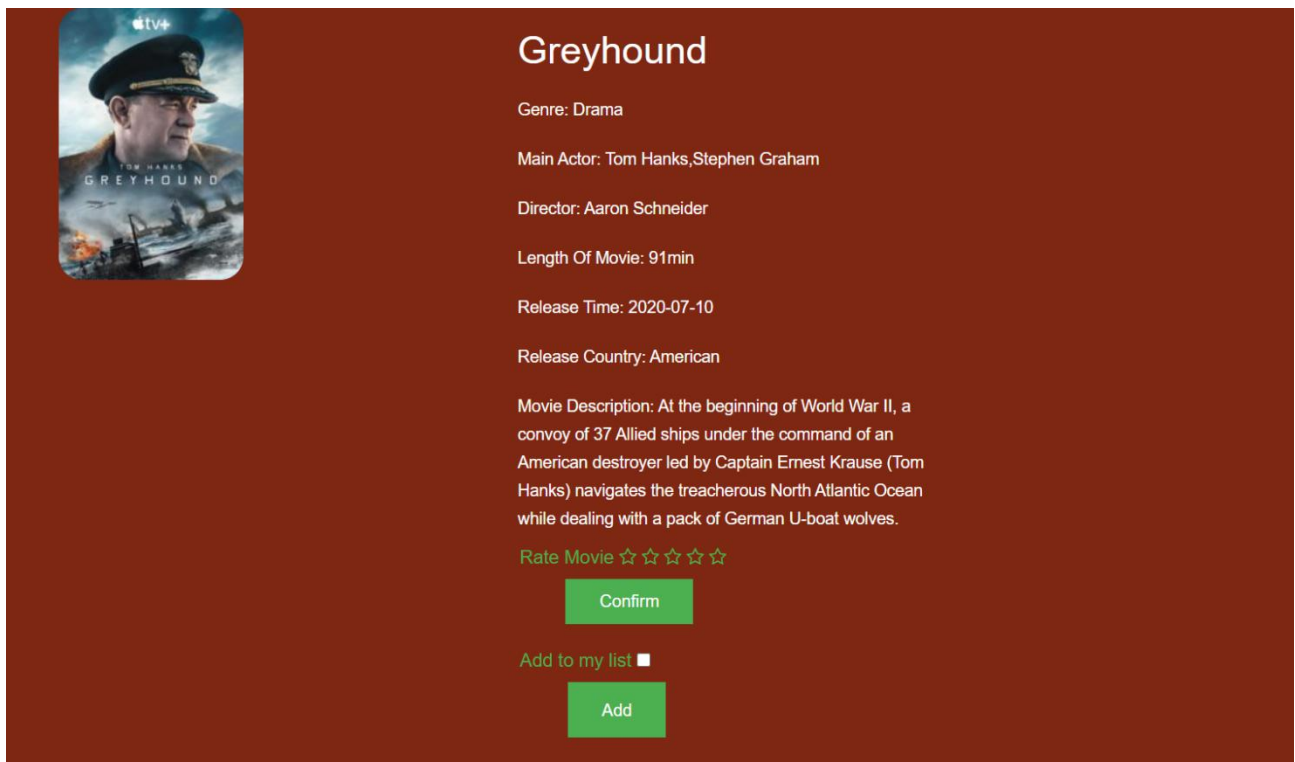 tv+
TOM HANKS
GREYHOUND
Greyhound
Genre: Drama
Main Actor: Tom Hanks,Stephen Graham
Director: Aaron Schneider
Length Of Movie: 91min
Release Time: 2020-07-10
Release Country: American
Movie Description: At the beginning of World War II, a
convoy of 37 Allied ships under the command of an
American destroyer led by Captain Ernest Krause (Tom
Hanks) navigates the treacherous North Atlantic Ocean
while dealing with a pack of German U-boat wolves.
Rate Movie
Confirm
Add to my list
Add